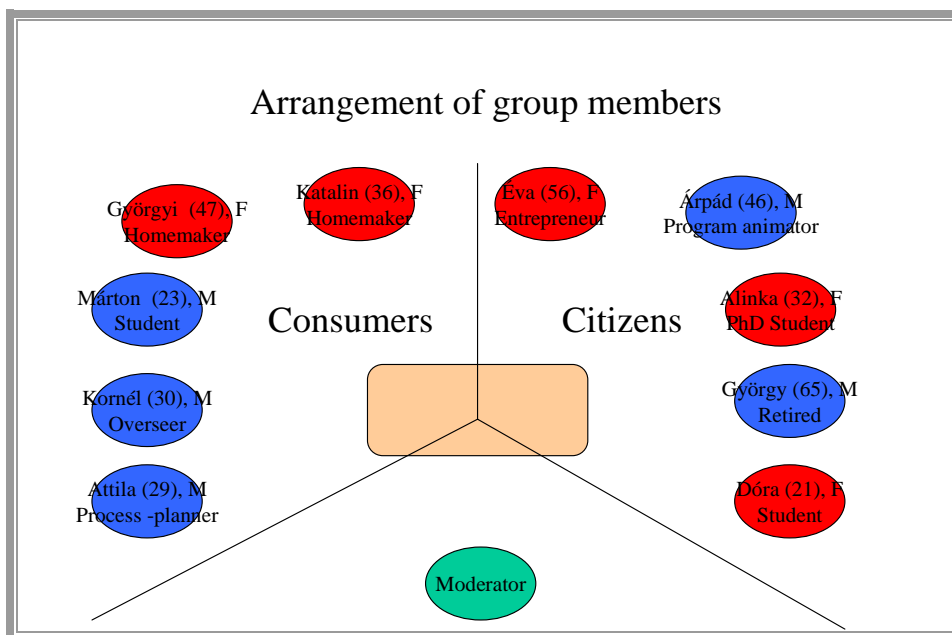 Arrangement of group members
Györgyi  (47), F
Homemaker
Katalin (36), F
Homemaker
Éva (56), F
Entrepreneur
Árpád (46), M
Program animator
Márton  (23), M
Student
Consumers
Citizens
Alinka (32), F
PhD Student
Kornél (30), M
Overseer
György (65), M
Retired
Attila (29), M
Process -planner
Dóra (21), F
Student
Moderator